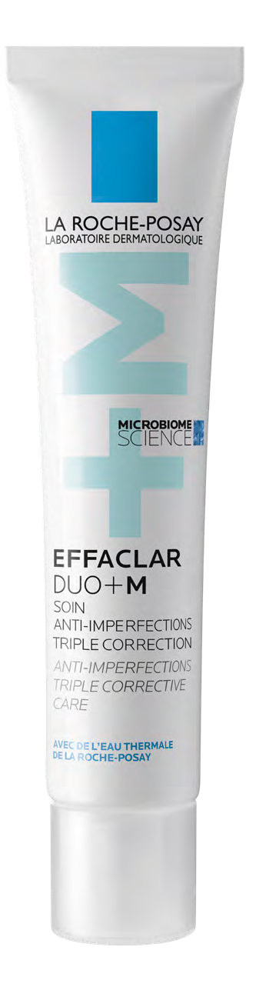 LA ROCHE-POSAY
LABORATOIRE DERMATOLOGIQUE
+M
MICROBIOME
SCIENCE
EFFACLAR
DUO+M
SOIN
ANTI-IMPERFECTIONS
TRIPLE CORRECTION
ANTI-IMPERFECTIONS
TRIPLE CORRECTIVE
CARE
AVEC DE L'EAU THERMALE
DE LA ROCHE-POSAY